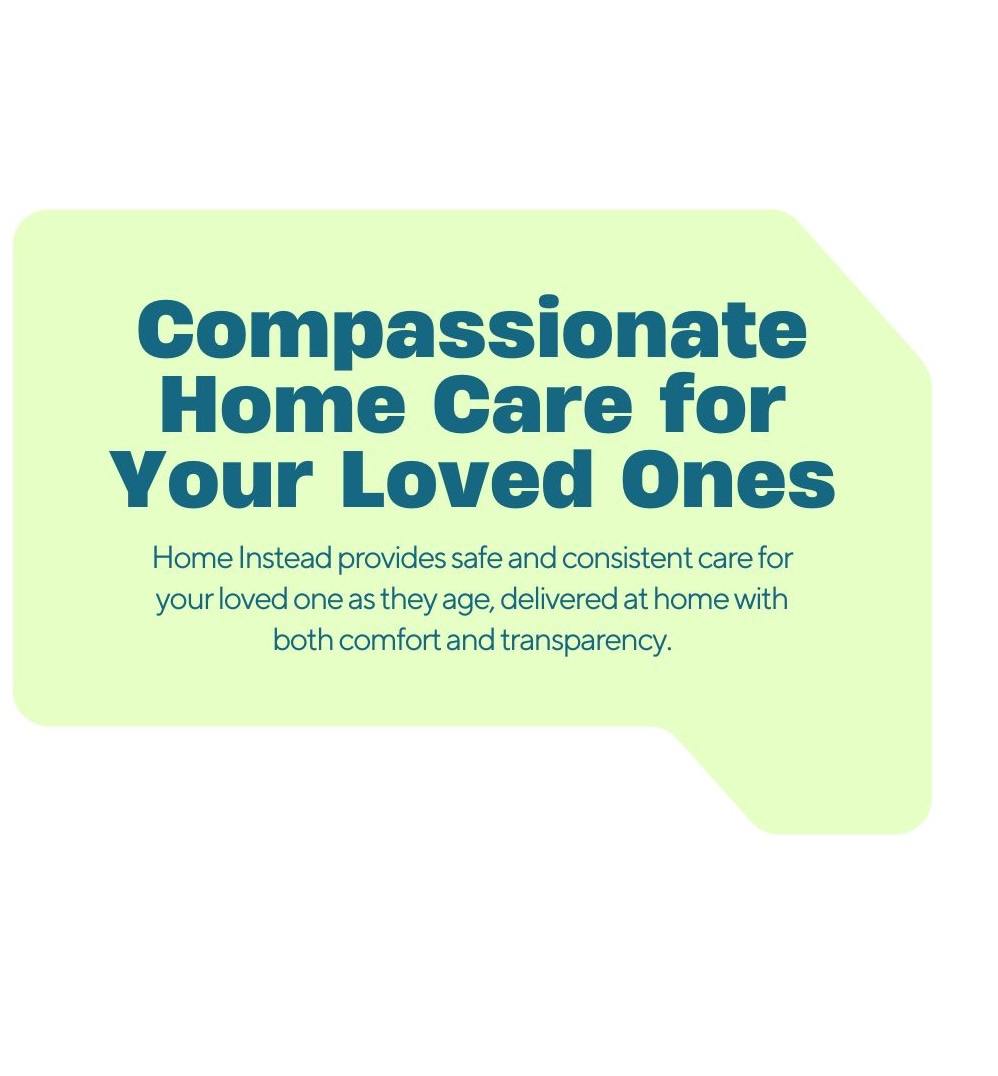 Compassionate
Home Care for
Your Loved Ones
Home Instead provides safe and consistent care for
your loved one as they age, delivered at home with
both comfort and transparency.